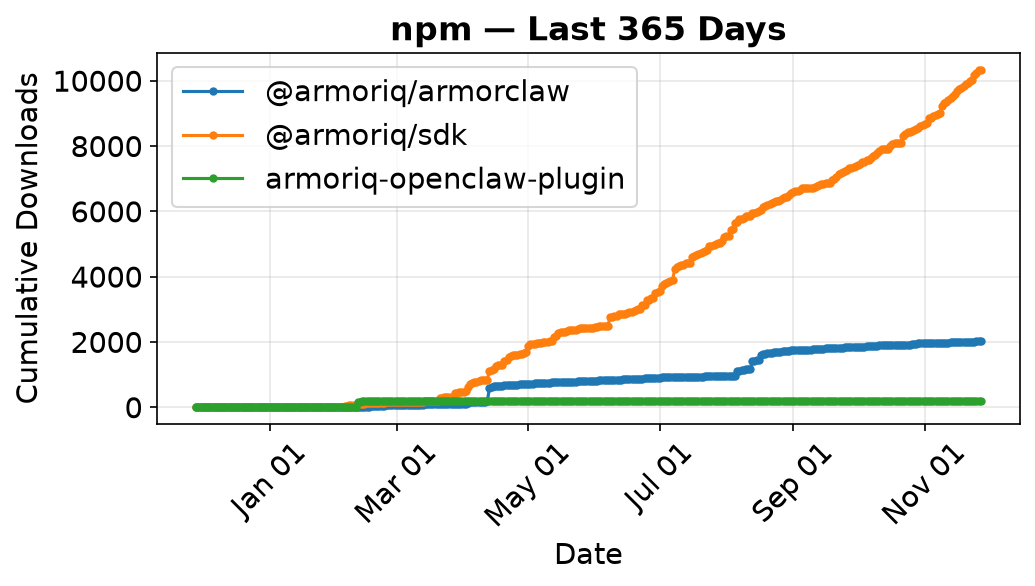 npm — Last 365 Days
@armoriq/armorclaw
@armoriq/sdk
armoriq-openclaw-plugin
Cumulative Downloads
10000
8000
6000
4000
2000
0
Jan 01
Mar 01
May 01
Jul 01
Sep 01
Nov 01
Date